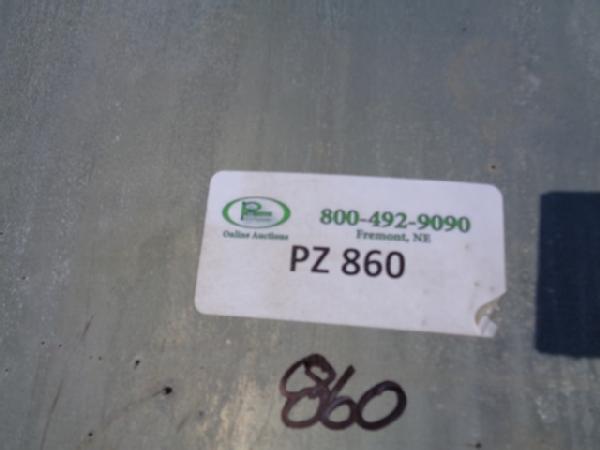 800-492-9090
Online Auctions
Fremont, NE
PZ 860
860